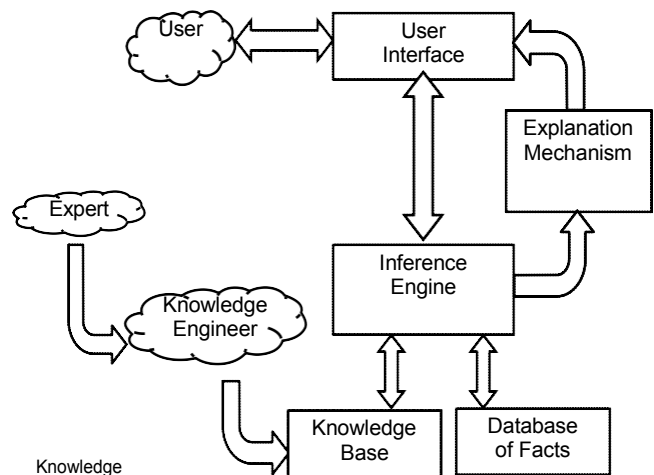 User
User
Interface
Explanation
Mechanism
Expert
Inference
Engine
Knowledge
Engineer
Knowledge
Base
Database
of Facts
Knowledge